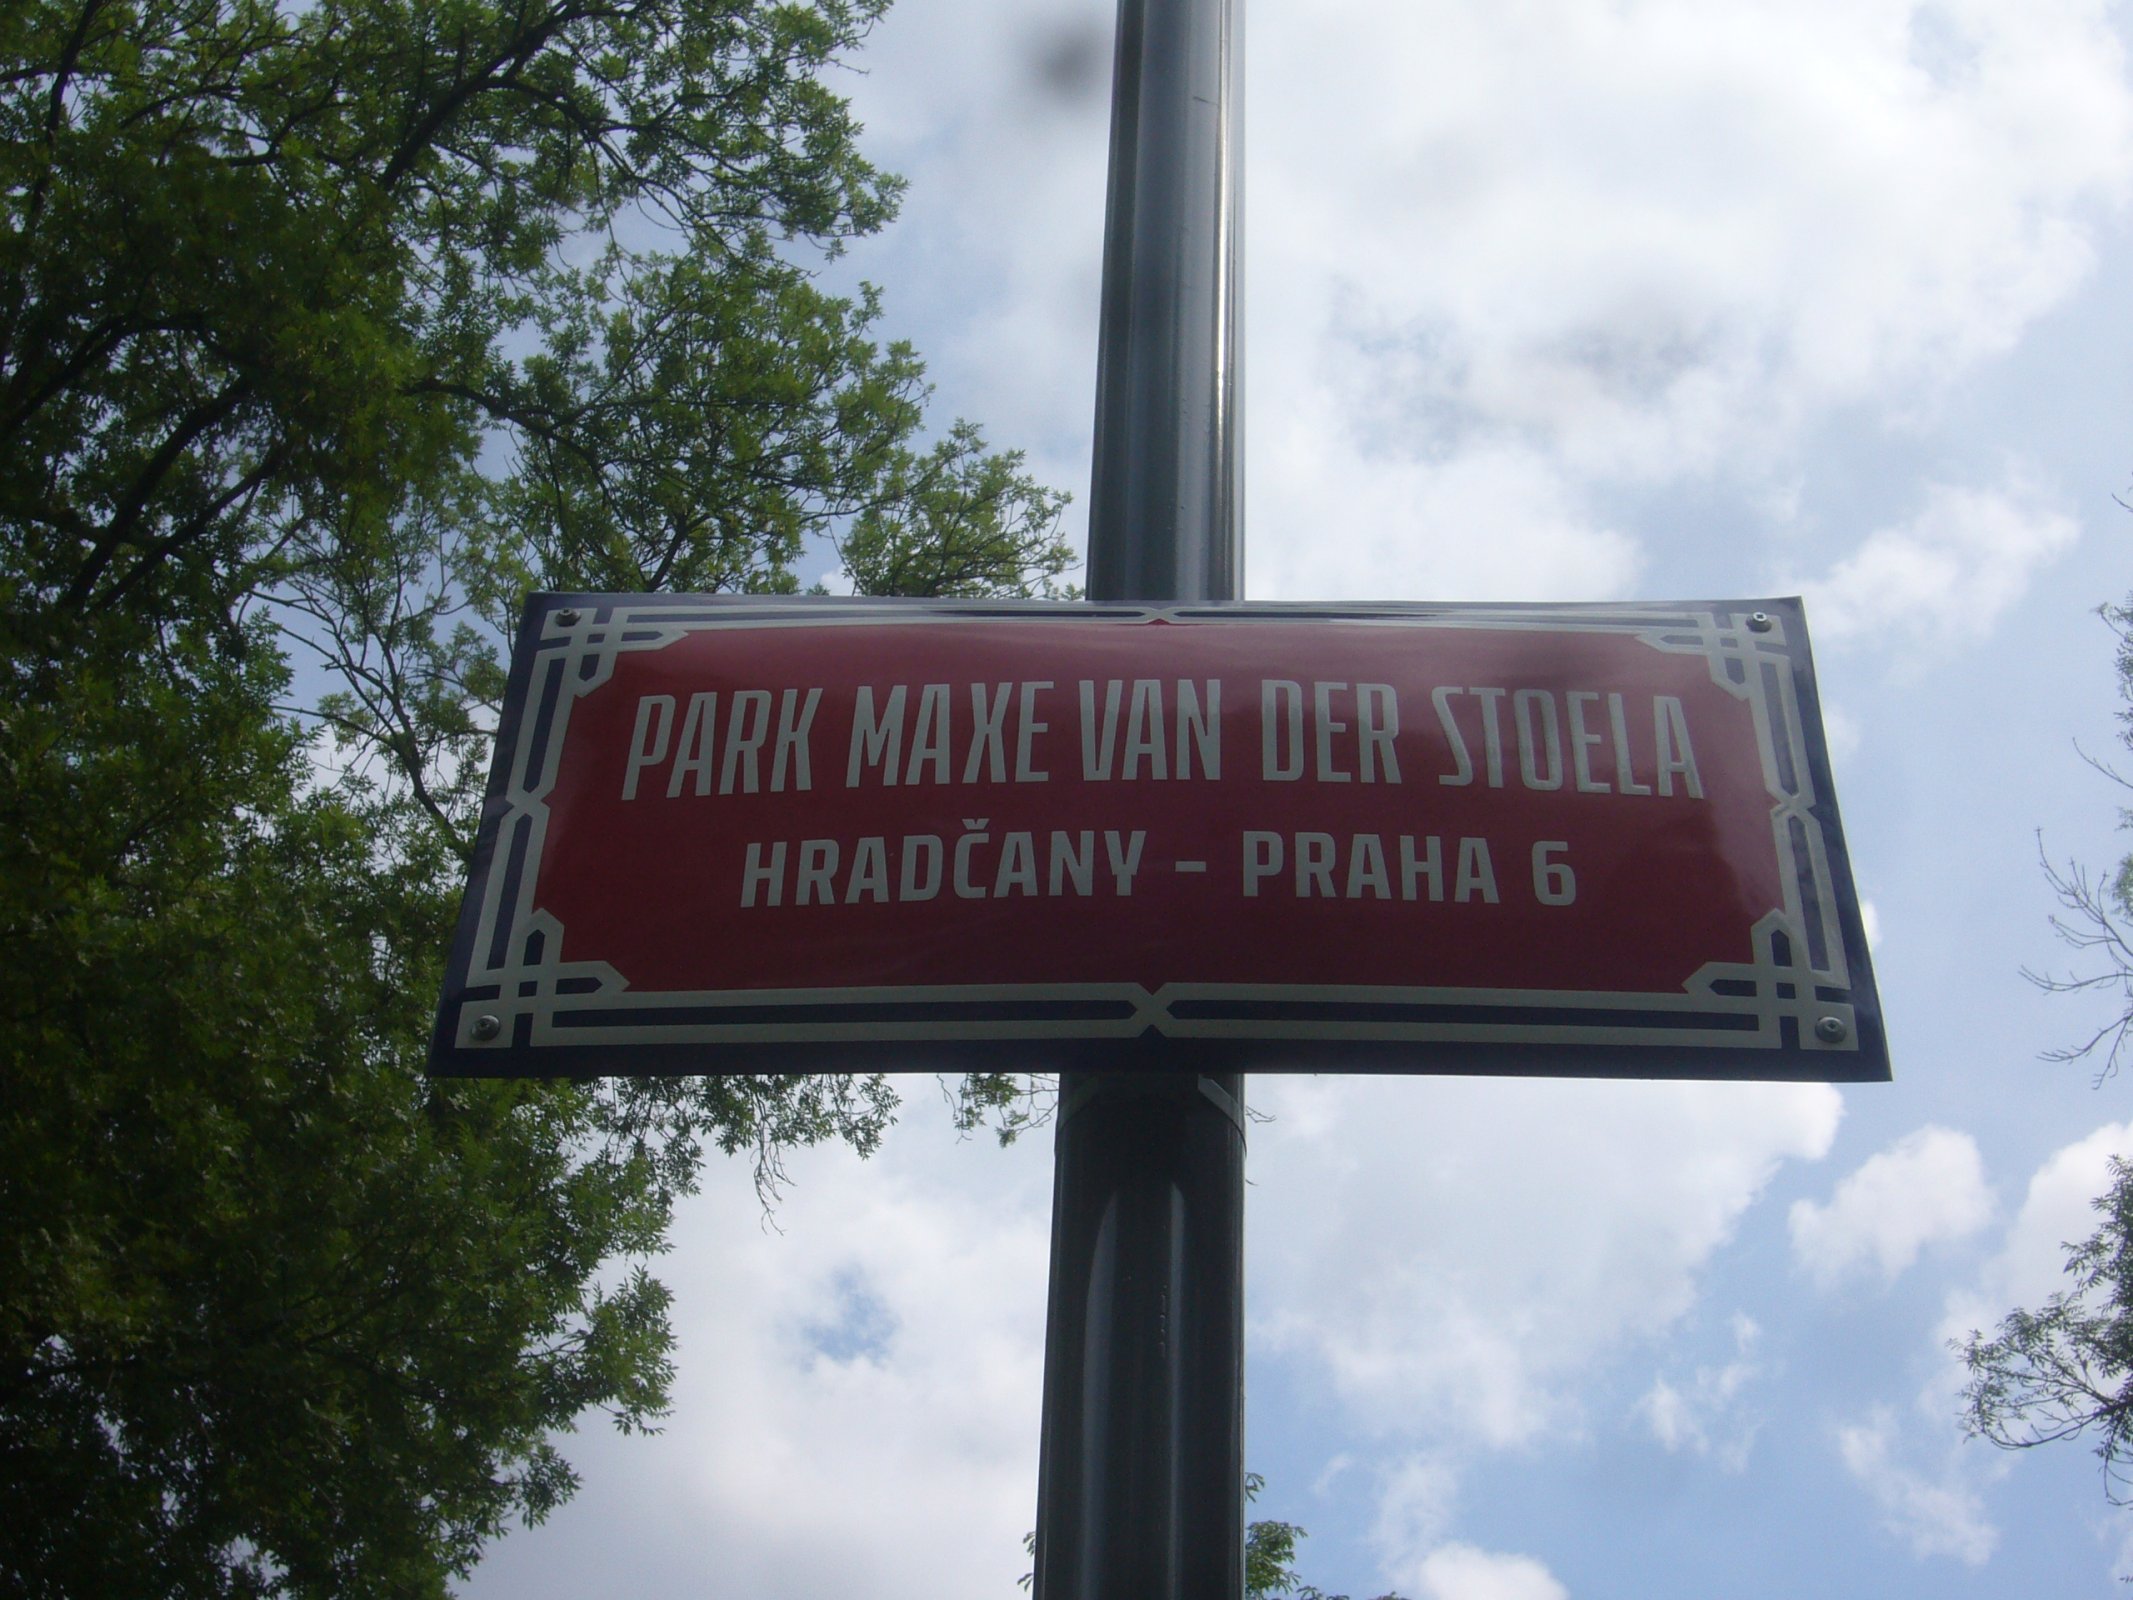 PARK MAXE VAN DER STOELA
HRADČANY - PRAHA 6